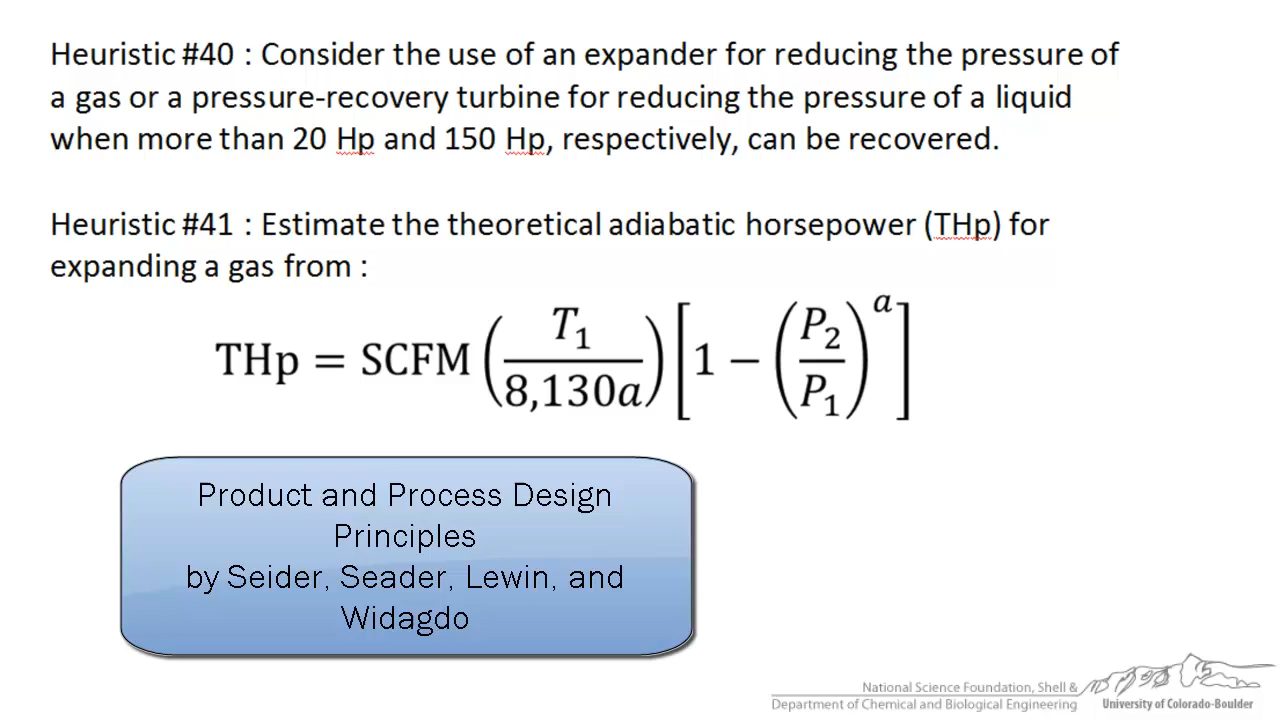 Heuristic #40 : Consider the use of an expander for reducing the pressure of
a gas or a pressure-recovery turbine for reducing the pressure of a liquid
when more than 20 Hp and 150 Hp, respectively, can be recovered.
Heuristic #41 : Estimate the theoretical adiabatic horsepower (THp) for
expanding a gas from :
THp = SCFM (T₁/8,130a) [1 − (P₂/P₁)ᵃ]
Product and Process Design
Principles
by Seider, Seader, Lewin, and
Widagdo
National Science Foundation, Shell &
Department of Chemical and Biological Engineering
University of Colorado-Boulder